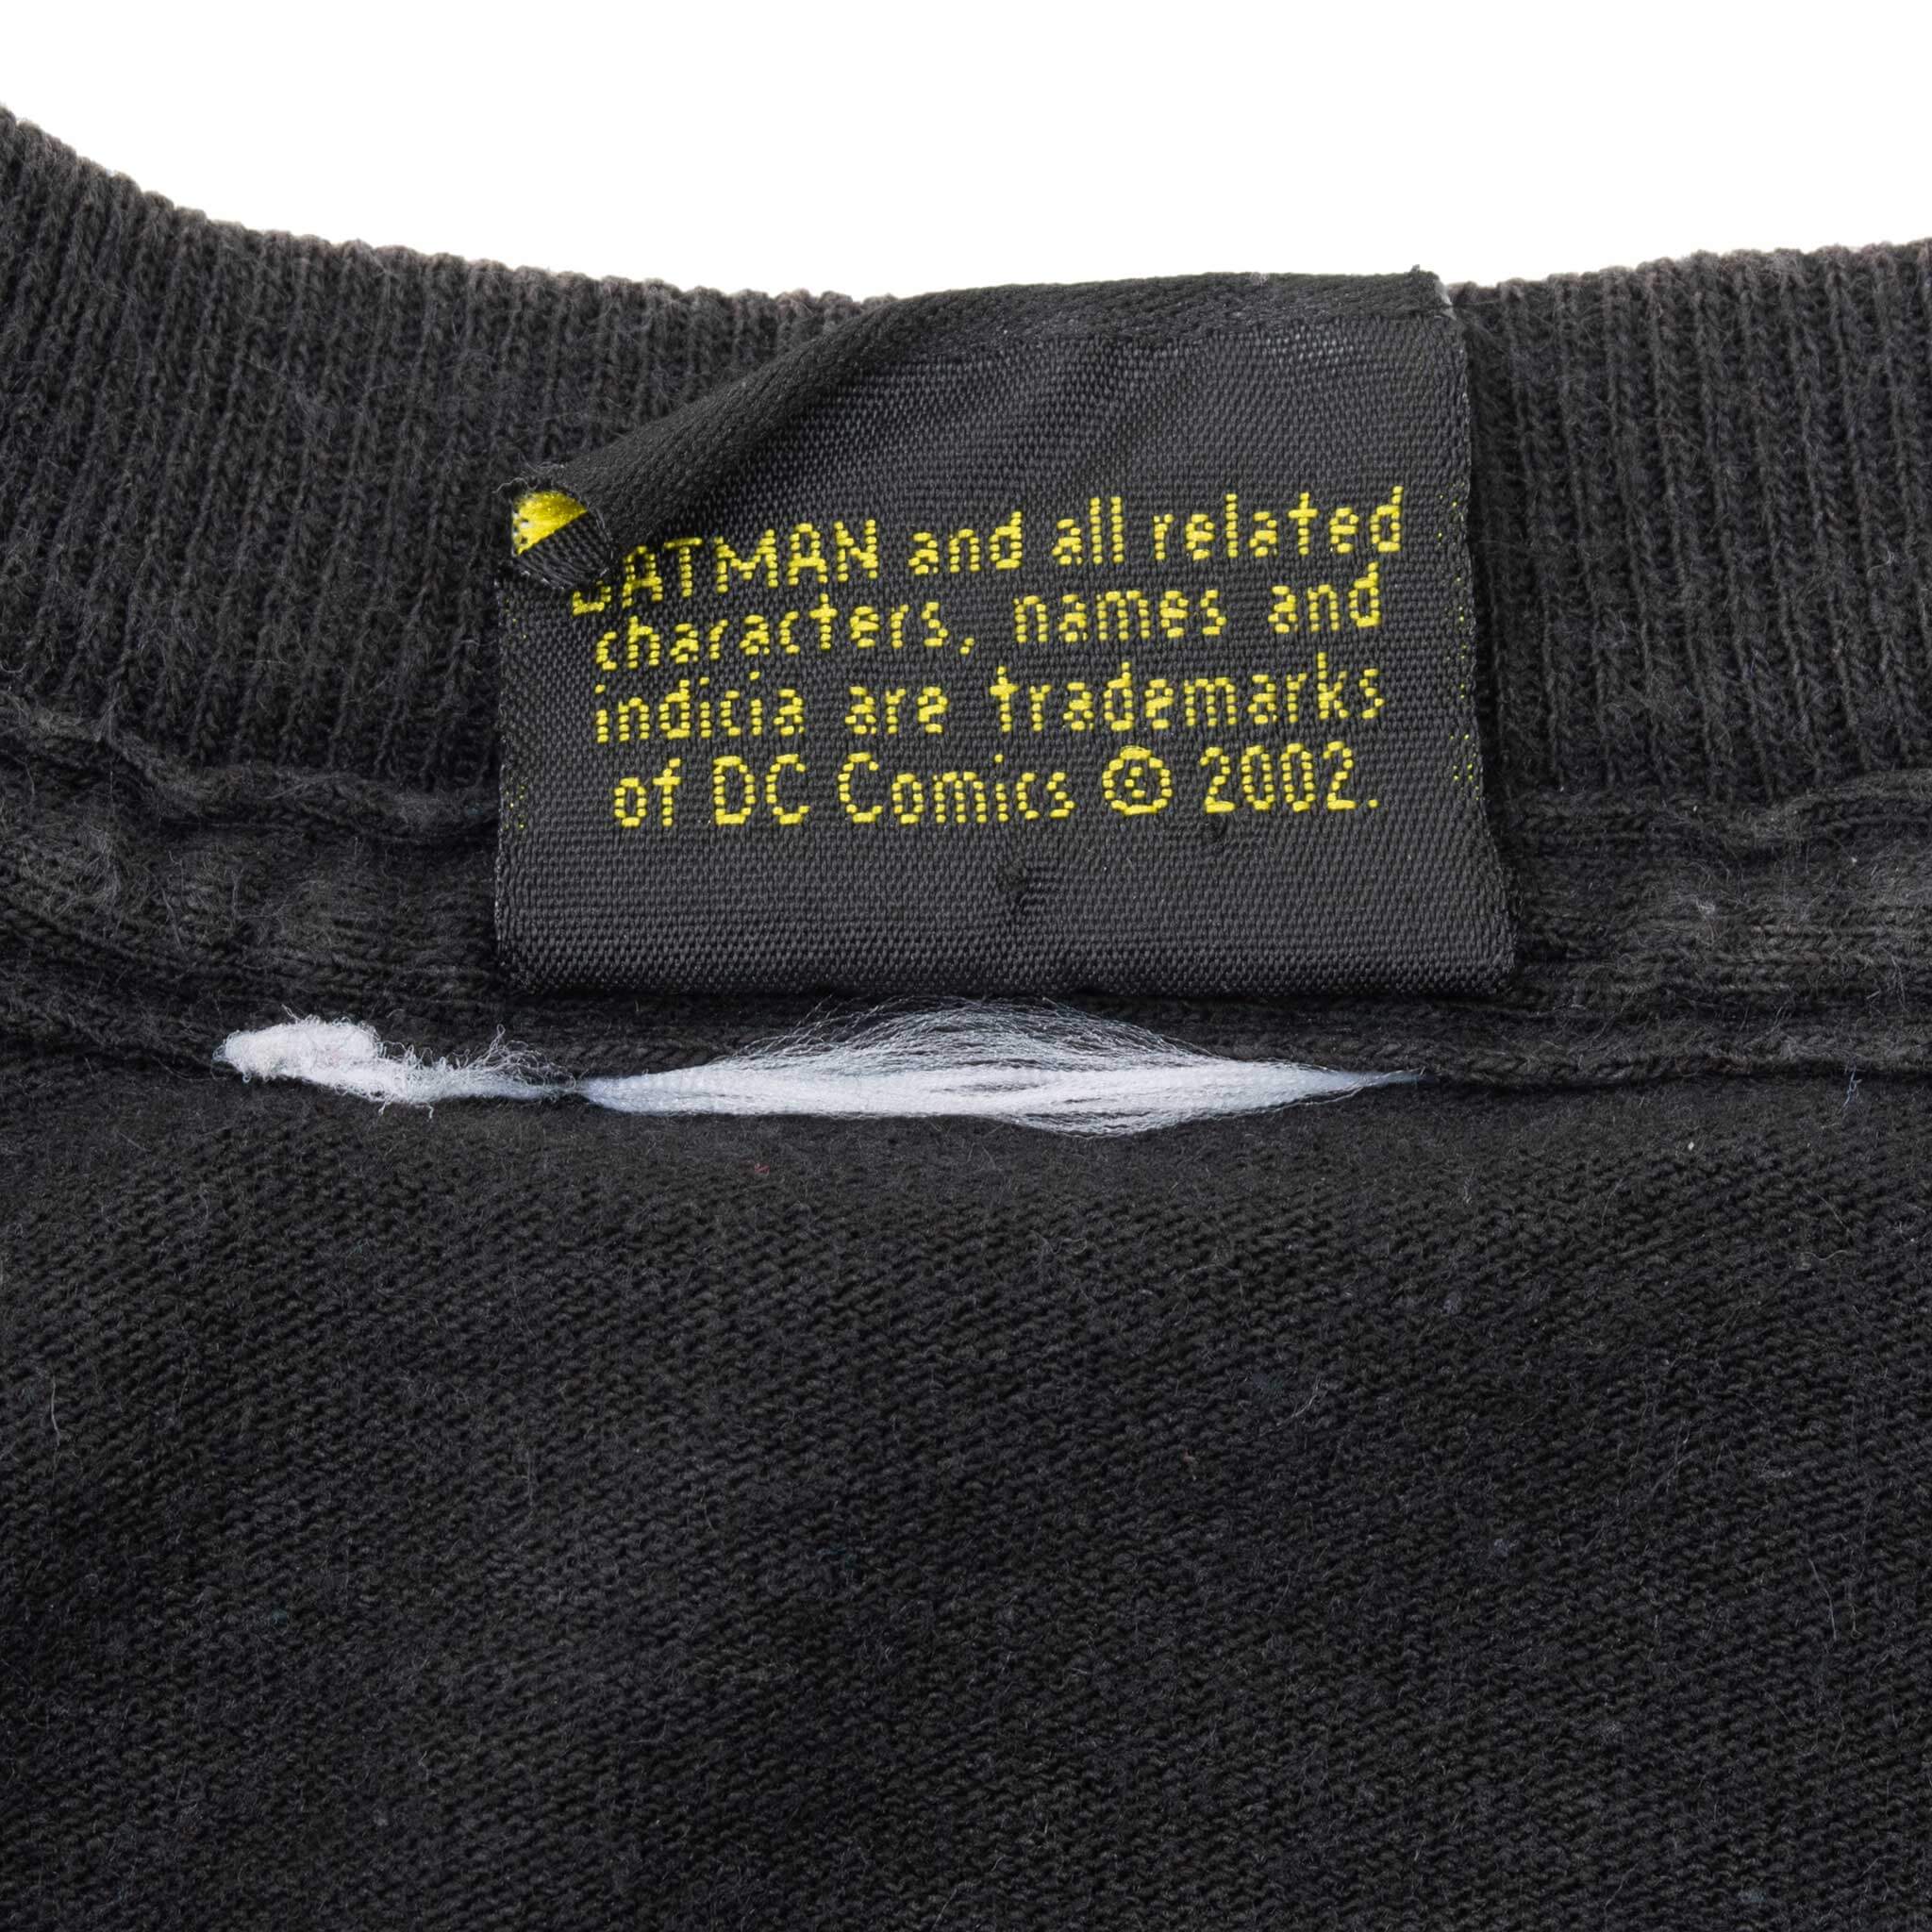 BATMAN and all related
characters, names and
indicia are trademarks
of DC Comics © 2002.